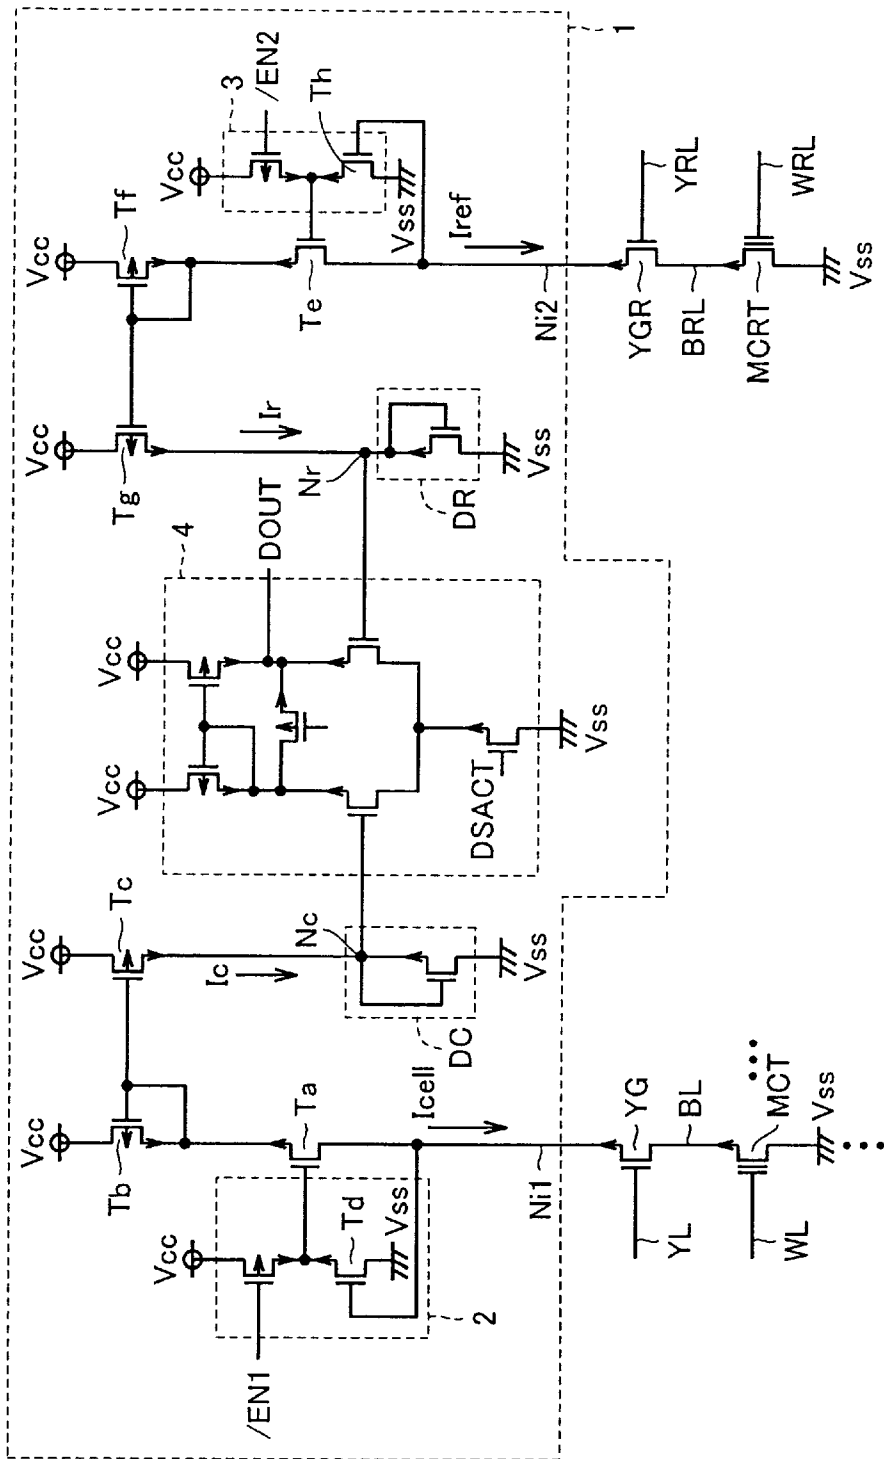 1
3
/EN2
Vcc
Th
Vss
Vcc
Tf
Te
Iref
Ni2
YRL
YGR
BRL
WRL
MCRT
Vss
Vcc
Tg
Ir
Nr
DR
Vss
4
DOUT
Vcc
Vcc
DSACT
Vss
Vcc
Tc
Ic
Nc
DC
Vss
Vcc
Tb
Ta
Icell
Ni1
YG
BL
YL
MCT
WL
Vss
Vcc
Td
Vss
2
/EN1